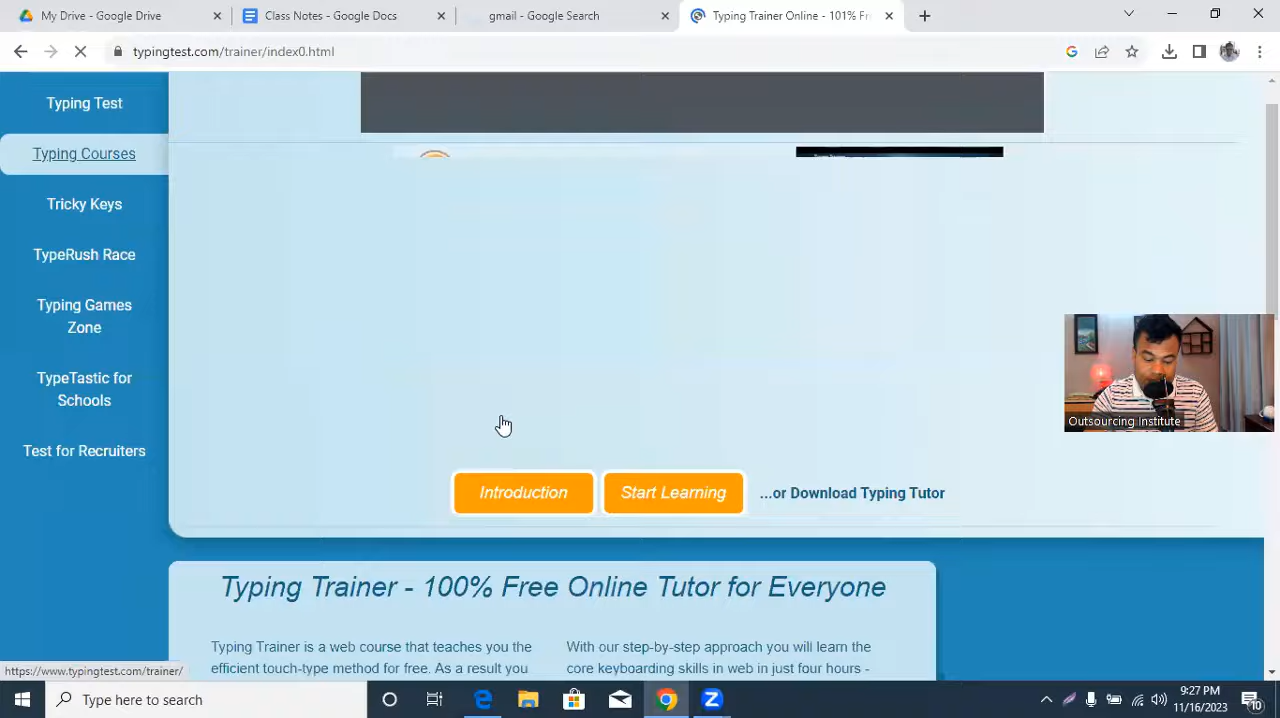 My Drive - Google Drive
Class Notes - Google Docs
gmail - Google Search
Typing Trainer Online - 101% Fr
typingtest.com/trainer/index0.html
Typing Test
Typing Courses
Tricky Keys
TypeRush Race
Typing Games
Zone
TypeTastic for
Schools
Test for Recruiters
Outsourcing Institute
Introduction
Start Learning
...or Download Typing Tutor
Typing Trainer - 100% Free Online Tutor for Everyone
Typing Trainer is a web course that teaches you the
efficient touch-type method for free. As a result you
With our step-by-step approach you will learn the
core keyboarding skills in web in just four hours -
https://www.typingtest.com/trainer/
Type here to search
9:27 PM
11/16/2023
10